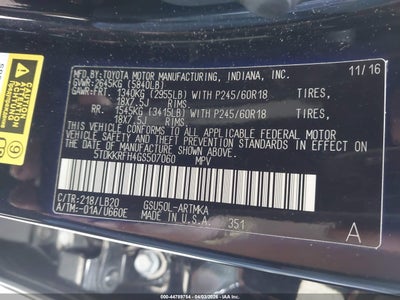 MFD. BY: TOYOTA MOTOR MANUFACTURING, INDIANA, INC. 11/16
GVWR: 2645KG (5840LB)
GAWR: FRT. 1340KG (2955LB) WITH P245/60R18 TIRES,
18X7.5J RIMS
RR. 1545KG (3415LB) WITH P245/60R18 TIRES,
18X7.5J RIMS
THIS VEHICLE CONFORMS TO ALL APPLICABLE FEDERAL MOTOR
VEHICLE SAFETY, BUMPER, AND THEFT PREVENTION STANDARDS IN
EFFECT ON THE DATE OF MANUFACTURE SHOWN ABOVE.
5TDKKRFH4GS507060 MPV
C/TR: 218/LB20 GSU50L-ARTMKA
A/TM: -01A/U660E MADE IN U.S.A. 351 A